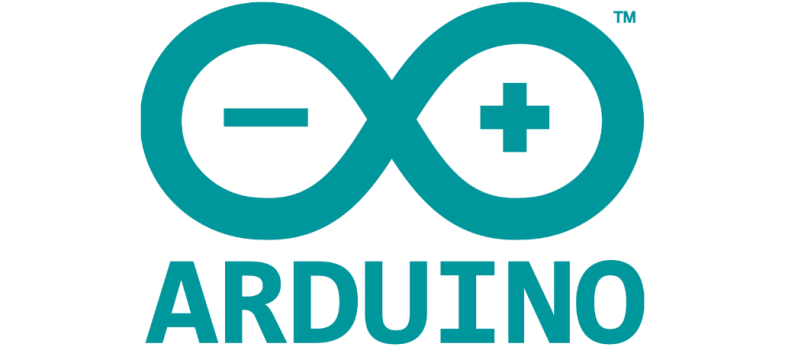 ™
− +
ARDUINO